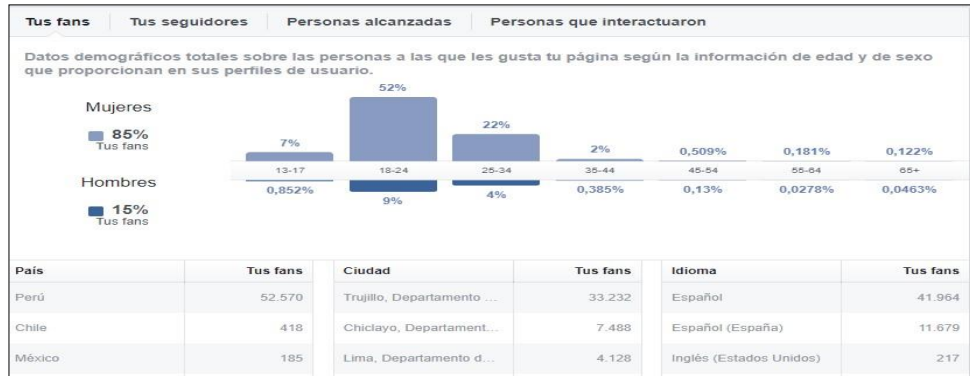 Tus fans Tus seguidores Personas alcanzadas Personas que interactuaron
Datos demográficos totales sobre las personas a las que les gusta tu página según la información de edad y de sexo
que proporcionan en sus perfiles de usuario.
Mujeres
85%
Tus fans
7% 52% 22% 2% 0,509% 0,181% 0,122%
13-17 18-24 25-34 35-44 45-54 55-64 65+
Hombres
15%
Tus fans
0,852% 9% 4% 0,385% 0,13% 0,0278% 0,0463%
País Tus fans Ciudad Tus fans Idioma Tus fans
Perú 52.570 Trujillo, Departamento ... 33.232 Español 41.964
Chile 418 Chiclayo, Departament... 7.488 Español (España) 11.679
México 185 Lima, Departamento d... 4.128 Inglés (Estados Unidos) 217